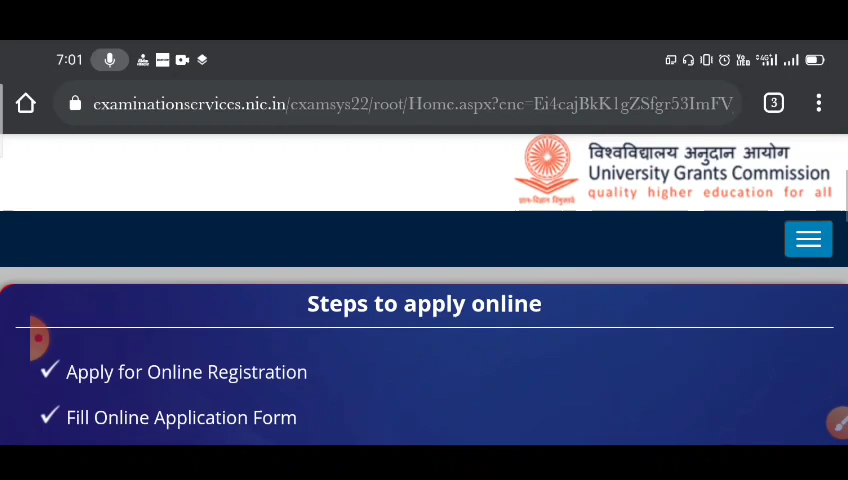 7:01
examinationservices.nic.in/examsys22/root/Home.aspx?enc=Ei4cajBkK1gZSfgr53ImFV
3
विश्वविद्यालय अनुदान आयोग
University Grants Commission
quality higher education for all
ज्ञान-विज्ञान विमुक्तये
Steps to apply online
Apply for Online Registration
Fill Online Application Form